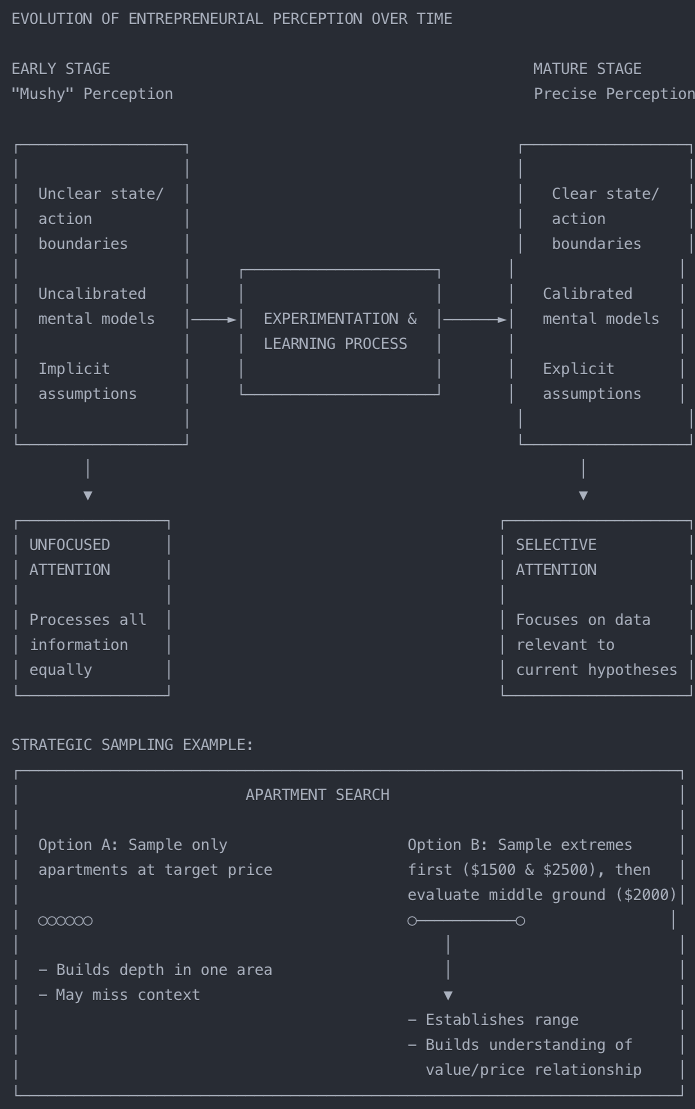 EVOLUTION OF ENTREPRENEURIAL PERCEPTION OVER TIME
EARLY STAGE
"Mushy" Perception
MATURE STAGE
Precise Perception
Unclear state/
action
boundaries
Uncalibrated
mental models
Implicit
assumptions
EXPERIMENTATION &
LEARNING PROCESS
Clear state/
action
boundaries
Calibrated
mental models
Explicit
assumptions
UNFOCUSED
ATTENTION
Processes all
information
equally
SELECTIVE
ATTENTION
Focuses on data
relevant to
current hypotheses
STRATEGIC SAMPLING EXAMPLE:
APARTMENT SEARCH
Option A: Sample only
apartments at target price
- Builds depth in one area
- May miss context
Option B: Sample extremes
first ($1500 & $2500), then
evaluate middle ground ($2000)
- Establishes range
- Builds understanding of
value/price relationship